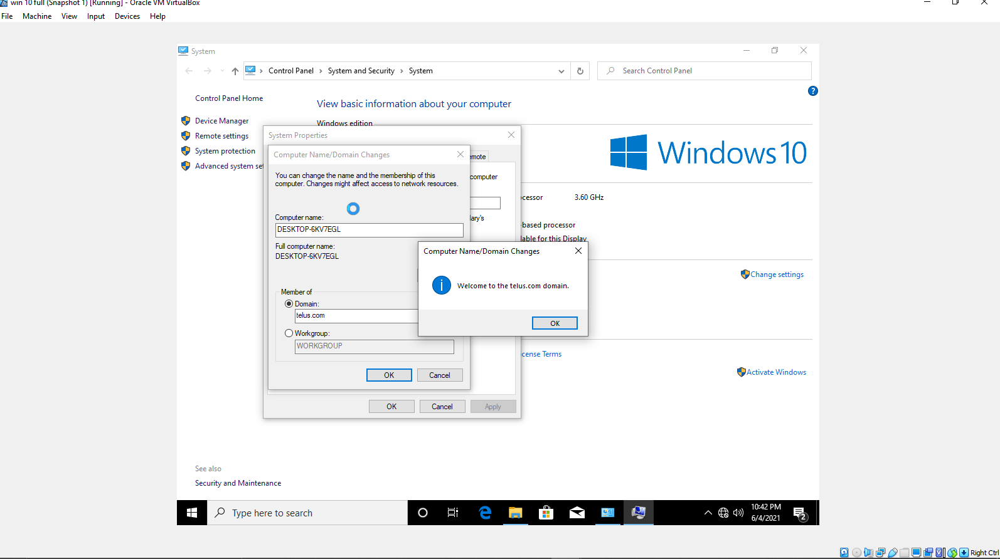 win 10 full (Snapshot 1) [Running] - Oracle VM VirtualBox
File Machine View Input Devices Help
System
Control Panel System and Security System
Search Control Panel
Control Panel Home
Device Manager
Remote settings
System protection
Advanced system
View basic information about your computer
Windows edition
Windows 10
System Properties
Computer Name/Domain Changes
You can change the name and the membership of this
computer. Changes might affect access to network resources.
computer
3.60 GHz
processor
for this Display
Computer name:
DESKTOP-6KV7EGL
Full computer name:
DESKTOP-6KV7EGL
Member of
Domain:
telus.com
Workgroup:
WORKGROUP
OK Cancel
OK Cancel Apply
Computer Name/Domain Changes
Welcome to the telus.com domain.
OK
Change settings
Terms
Activate Windows
See also
Security and Maintenance
Type here to search
10:42 PM
6/4/2021
2
Right Ctrl